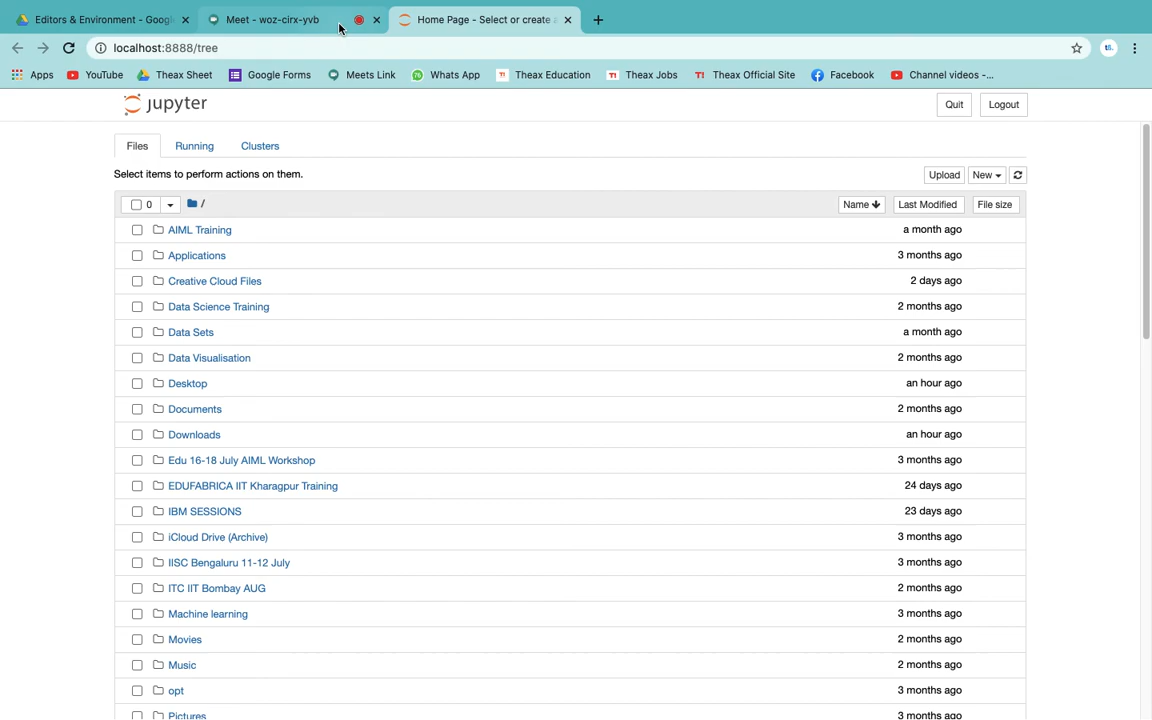 Editors & Environment - Googl
Meet - woz-cirx-yvb
Home Page - Select or create a
localhost:8888/tree
t8.
Apps
YouTube
Theax Sheet
Google Forms
Meets Link
76
Whats App
Theax Education
Theax Jobs
Theax Official Site
Facebook
Channel videos -...
jupyter
Quit
Logout
Files
Running
Clusters
Select items to perform actions on them.
Upload
New
0
/
Name
Last Modified
File size
AIML Training a month ago
Applications 3 months ago
Creative Cloud Files 2 days ago
Data Science Training 2 months ago
Data Sets a month ago
Data Visualisation 2 months ago
Desktop an hour ago
Documents 2 months ago
Downloads an hour ago
Edu 16-18 July AIML Workshop 3 months ago
EDUFABRICA IIT Kharagpur Training 24 days ago
IBM SESSIONS 23 days ago
iCloud Drive (Archive) 3 months ago
IISC Bengaluru 11-12 July 3 months ago
ITC IIT Bombay AUG 2 months ago
Machine learning 3 months ago
Movies 2 months ago
Music 2 months ago
opt 3 months ago
Pictures 3 months ago